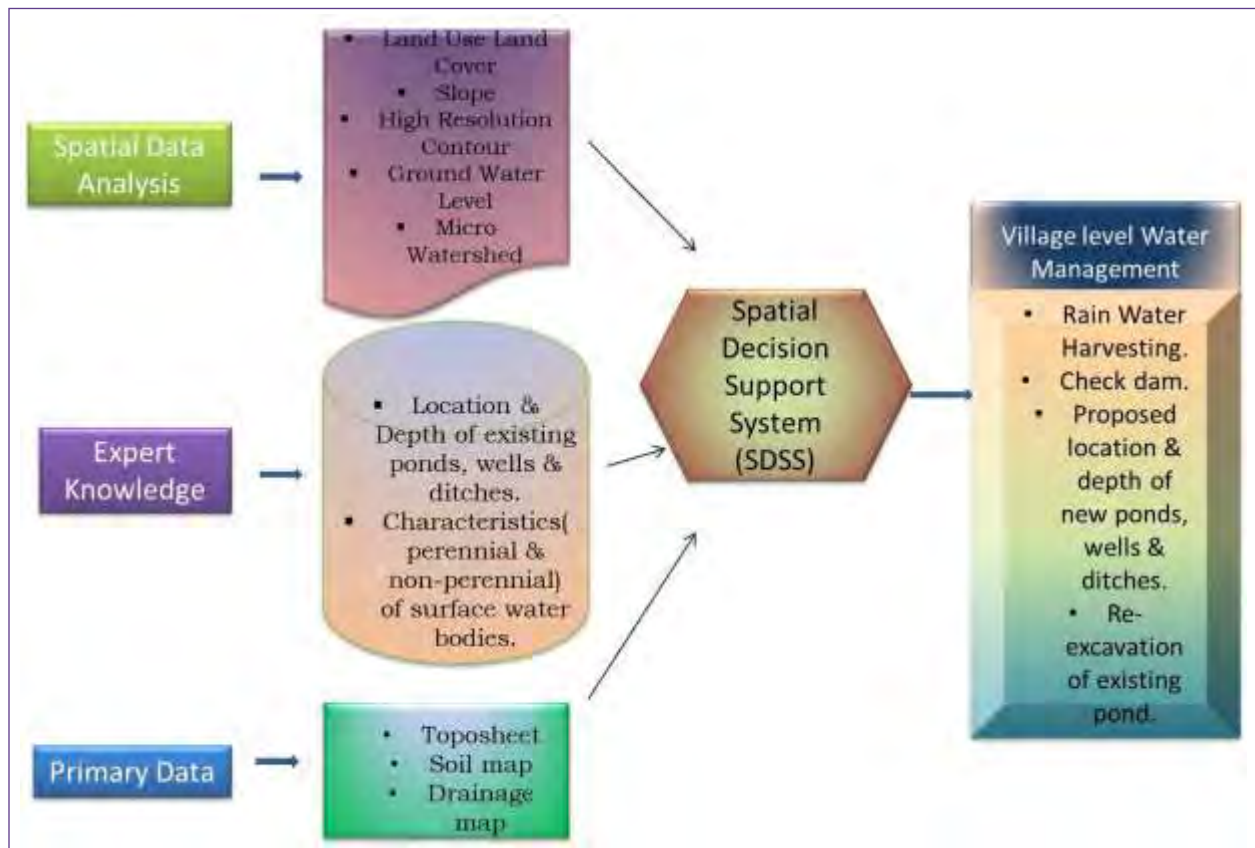 Spatial Data
Analysis
▪ Land Use Land
Cover
▪ Slope
▪ High Resolution
Contour
▪ Ground Water
Level
▪ Micro
Watershed
Expert
Knowledge
▪ Location &
Depth of existing
ponds, wells &
ditches.
▪ Characteristics(
perennial &
non-perennial)
of surface water
bodies.
Primary Data
• Toposheet
• Soil map
• Drainage
map
Spatial
Decision
Support
System
(SDSS)
Village level Water
Management
• Rain Water
Harvesting.
• Check dam.
• Proposed
location &
depth of
new ponds,
wells &
ditches.
• Re-
excavation
of existing
pond.